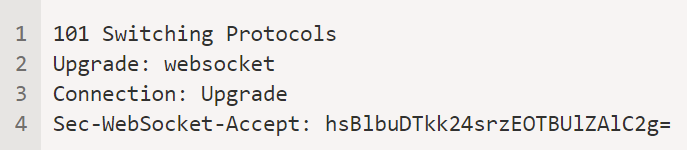 1 101 Switching Protocols
2 Upgrade: websocket
3 Connection: Upgrade
4 Sec-WebSocket-Accept: hsBlbuDTkk24srzEOTBUlZAlC2g=